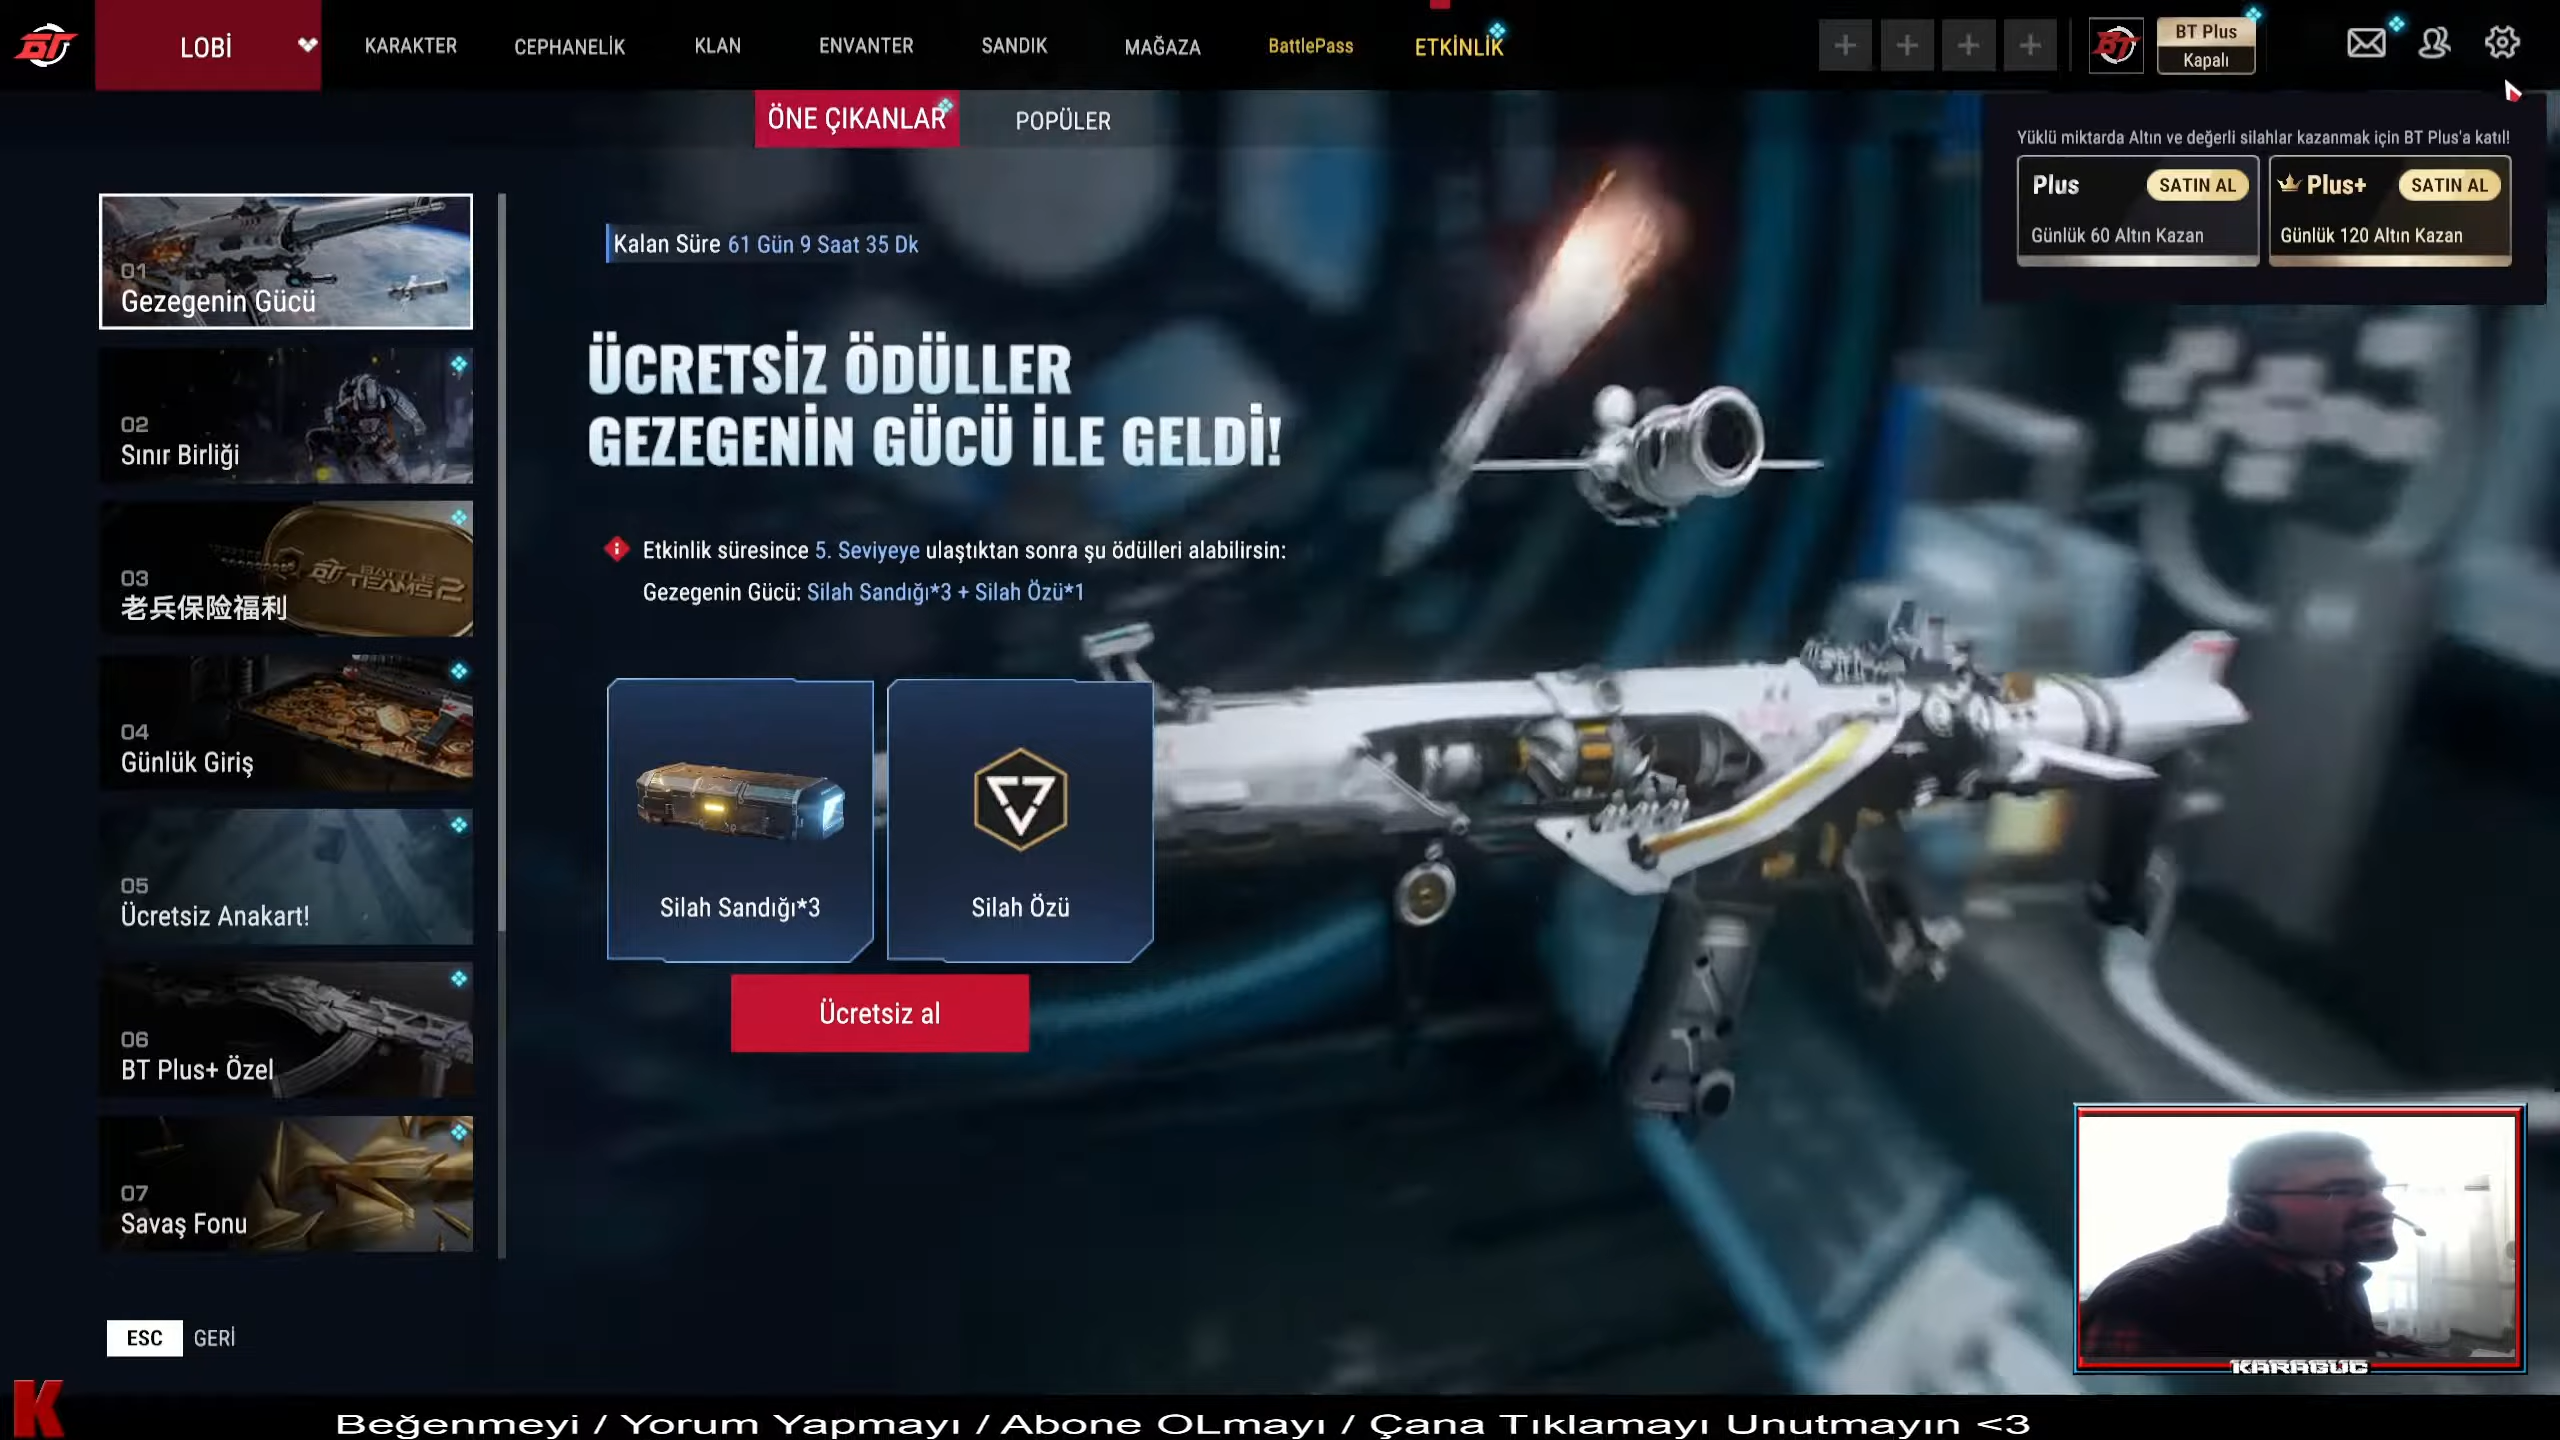 LOBİ
KARAKTER
CEPHANELİK
KLAN
ENVANTER
SANDIK
MAĞAZA
BattlePass
ETKİNLİK
BT Plus
Kapalı
ÖNE ÇIKANLAR
POPÜLER
Yüklü miktarda Altın ve değerli silahlar kazanmak için BT Plus'a katıl!
Plus
SATIN AL
Günlük 60 Altın Kazan
Plus+
SATIN AL
Günlük 120 Altın Kazan
01
Gezegenin Gücü
02
Sınır Birliği
03
老兵保险福利
BATTLE
TEAMS 2
04
Günlük Giriş
05
Ücretsiz Anakart!
06
BT Plus+ Özel
07
Savaş Fonu
Kalan Süre 61 Gün 9 Saat 35 Dk
ÜCRETSİZ ÖDÜLLER
GEZEGENİN GÜCÜ İLE GELDİ!
Etkinlik süresince 5. Seviyeye ulaştıktan sonra şu ödülleri alabilirsin:
Gezegenin Gücü: Silah Sandığı*3 + Silah Özü*1
Silah Sandığı*3
Silah Özü
Ücretsiz al
ESC GERİ
KARAGUC
K
Beğenmeyi / Yorum Yapmayı / Abone OLmayı / Çana Tıklamayı Unutmayın <3